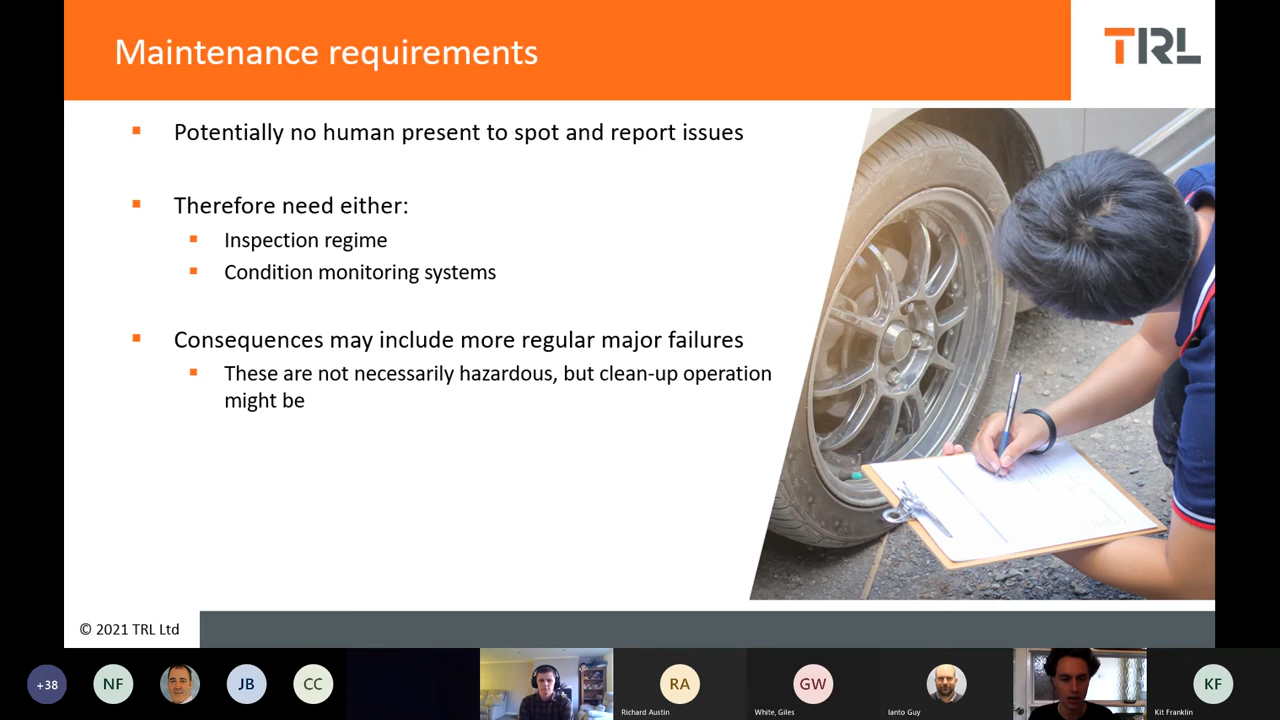 Maintenance requirements
TRL
Potentially no human present to spot and report issues
Therefore need either:
Inspection regime
Condition monitoring systems
Consequences may include more regular major failures
These are not necessarily hazardous, but clean-up operation
might be
© 2021 TRL Ltd
+38
NF
JB
CC
RA
Richard Austin
GW
White, Giles
Ianto Guy
KF
Kit Franklin